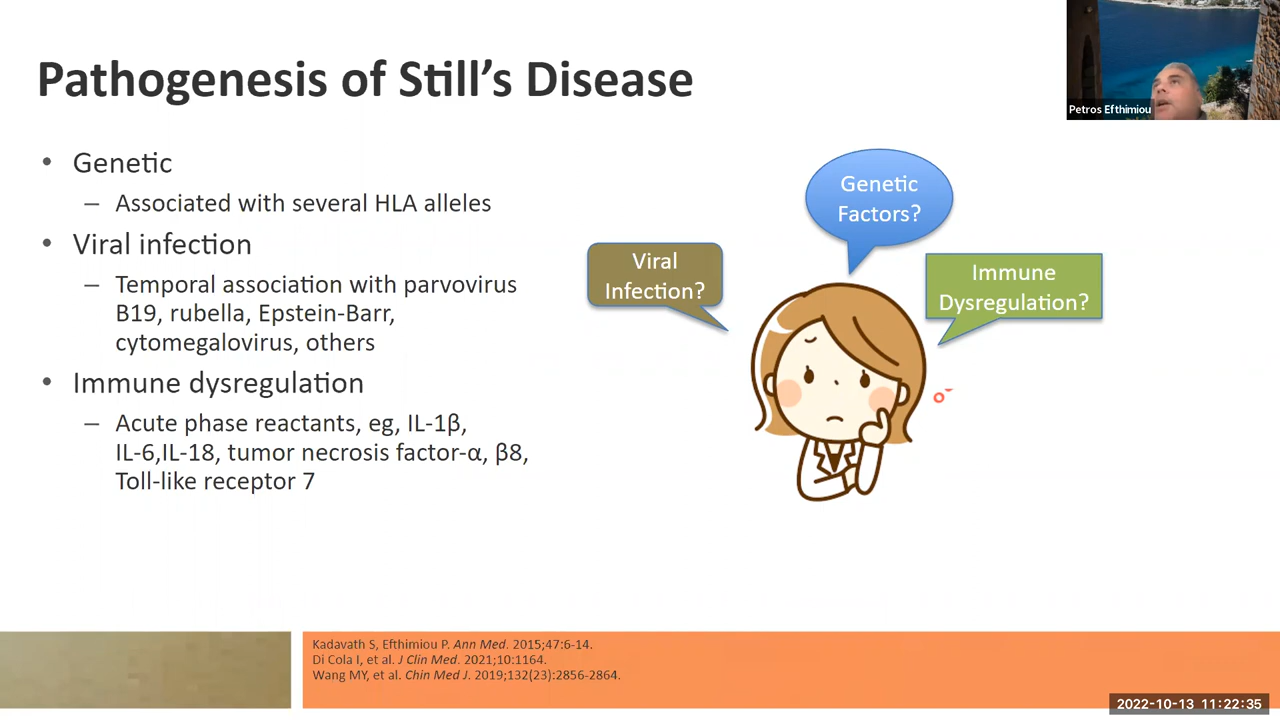 Pathogenesis of Still’s Disease
Petros Efthimiou
• Genetic
– Associated with several HLA alleles
• Viral infection
– Temporal association with parvovirus
B19, rubella, Epstein-Barr,
cytomegalovirus, others
• Immune dysregulation
– Acute phase reactants, eg, IL-1β,
IL-6,IL-18, tumor necrosis factor-α, β8,
Toll-like receptor 7
Genetic
Factors?
Viral
Infection?
Immune
Dysregulation?
Kadavath S, Efthimiou P. Ann Med. 2015;47:6-14.
Di Cola I, et al. J Clin Med. 2021;10:1164.
Wang MY, et al. Chin Med J. 2019;132(23):2856-2864.
2022-10-13 11:22:35